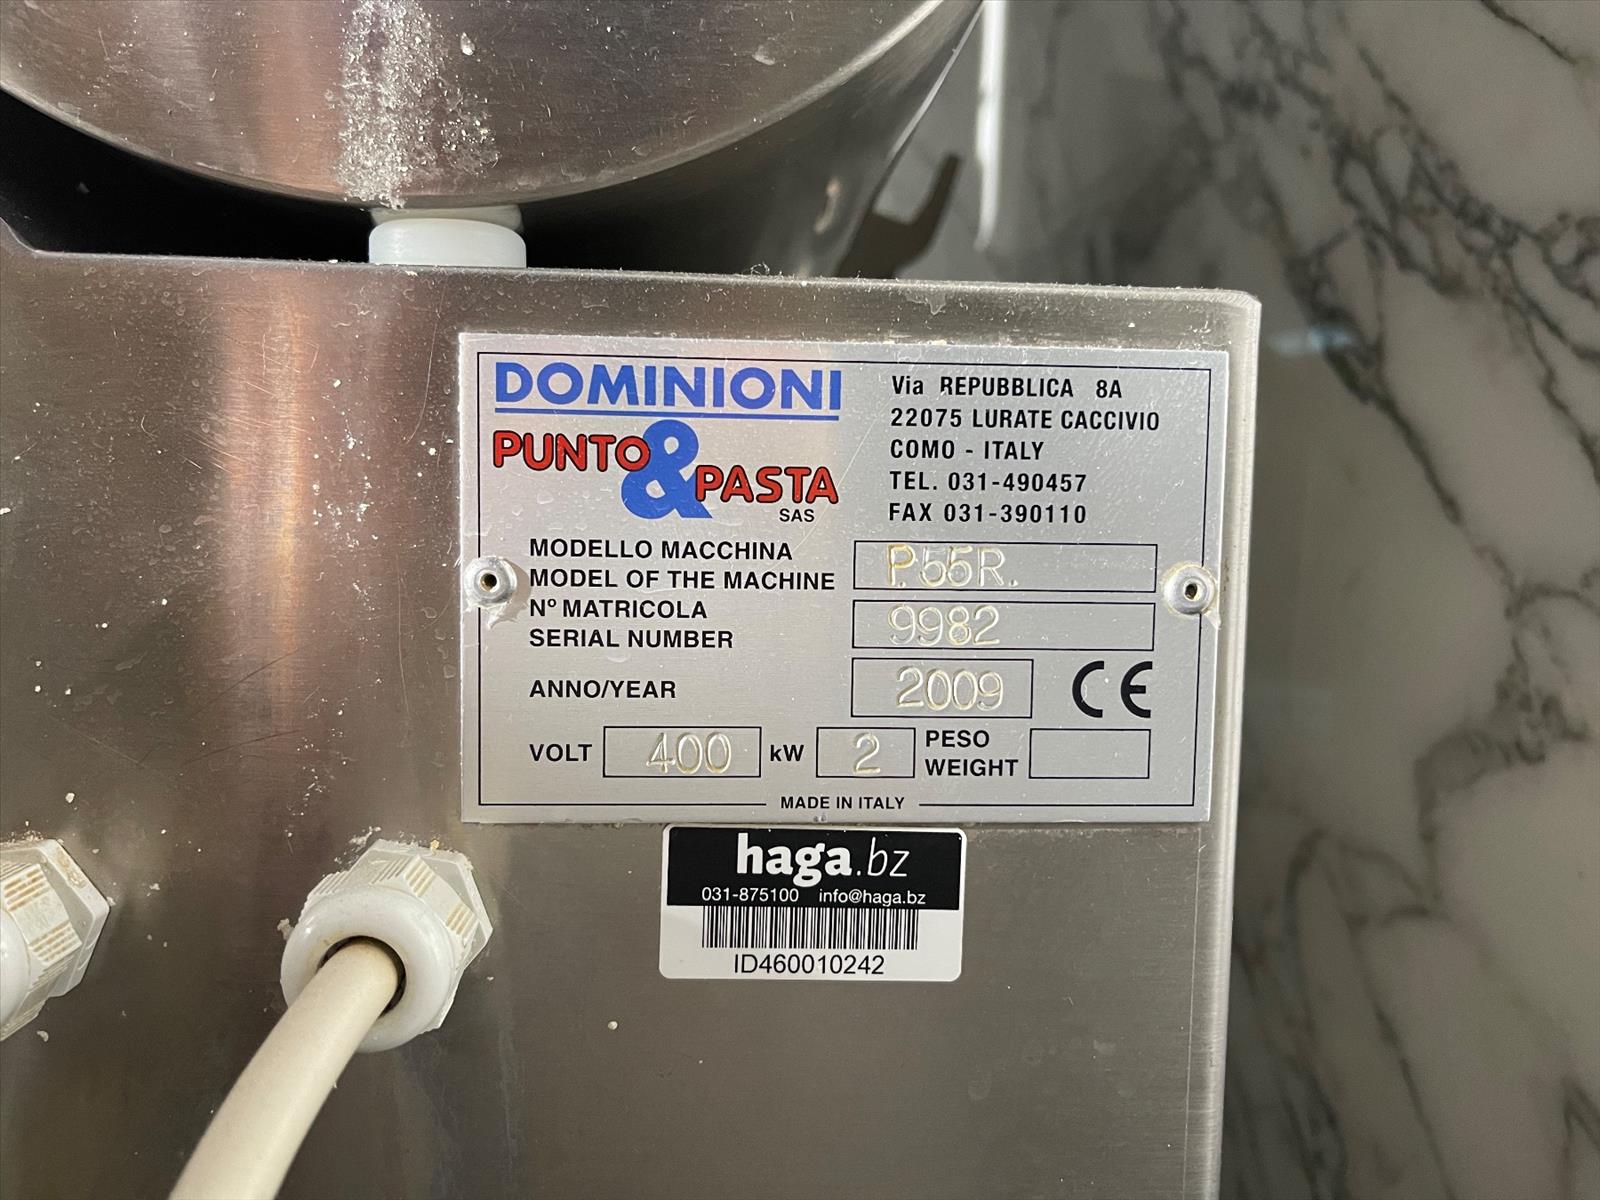 DOMINIONI
PUNTO & PASTA
SAS
Via REPUBBLICA 8A
22075 LURATE CACCIVIO
COMO - ITALY
TEL. 031-490457
FAX 031-390110
MODELLO MACCHINA
MODEL OF THE MACHINE P.55R.
Nº MATRICOLA
SERIAL NUMBER 9982
ANNO/YEAR 2009 CE
VOLT 400 kW 2 PESO
WEIGHT
MADE IN ITALY
haga.bz
031-875100 info@haga.bz
ID460010242